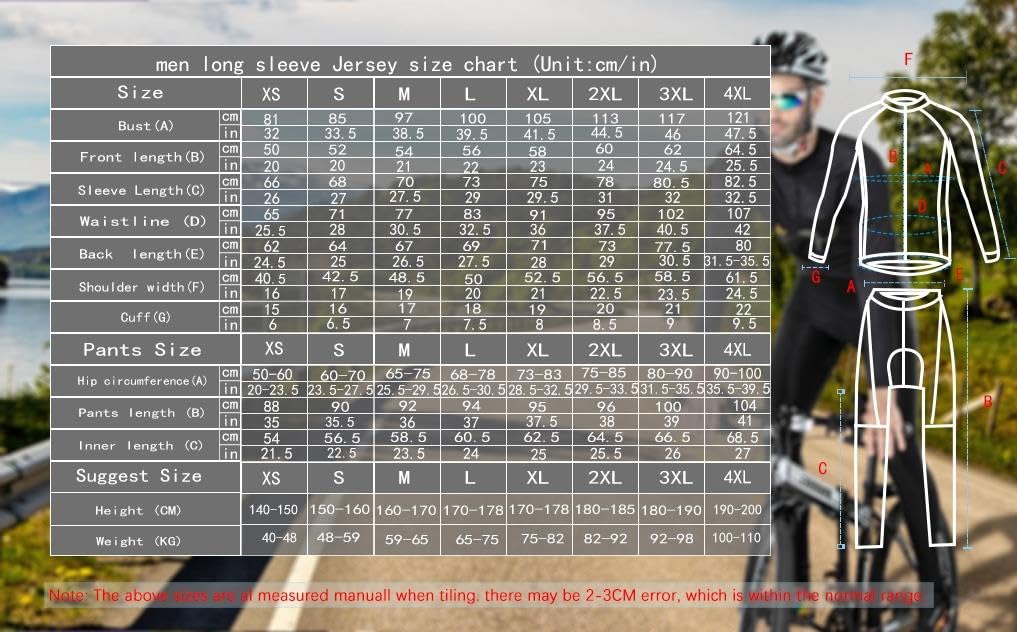 men long sleeve Jersey size chart (Unit:cm/in)
Size XS S M L XL 2XL 3XL 4XL
Bust(A) cm 81 85 97 100 105 113 117 121
in 32 33.5 38.5 39.5 41.5 44.5 46 47.5
Front length(B) cm 50 52 54 56 58 60 62 64.5
in 20 20 21 22 23 24 24.5 25.5
Sleeve Length(C) cm 66 68 70 73 75 78 80.5 82.5
in 26 27 27.5 29 29.5 31 32 32.5
Waistline (D) cm 65 71 77 83 91 95 102 107
in 25.5 28 30.5 32.5 36 37.5 40.5 42
Back length(E) cm 62 64 67 69 71 73 77.5 80
in 24.5 25 26.5 27.5 28 29 30.5 31.5-35.5
Shoulder width(F) cm 40.5 42.5 48.5 50 52.5 56.5 58.5 61.5
in 16 17 19 20 21 22.5 23.5 24.5
Cuff(G) cm 15 16 17 18 19 20 21 22
in 6 6.5 7 7.5 8 8.5 9 9.5
Pants Size XS S M L XL 2XL 3XL 4XL
Hip circumference(A) cm 50-60 60-70 65-75 68-78 73-83 75-85 80-90 90-100
in 20-23.5 23.5-27.5 25.5-29.5 26.5-30.5 28.5-32.5 29.5-33.5 31.5-35.5 35.5-39.5
Pants length (B) cm 88 90 92 94 95 96 100 104
in 35 35.5 36 37 37.5 38 39 41
Inner length (C) cm 54 56.5 58.5 60.5 62.5 64.5 66.5 68.5
in 21.5 22.5 23.5 24 25 25.5 26 27
Suggest Size XS S M L XL 2XL 3XL 4XL
Height (CM) 140-150 150-160 160-170 170-178 170-178 180-185 180-190 190-200
Weight (KG) 40-48 48-59 59-65 65-75 75-82 82-92 92-98 100-110
F
B
A
C
D
G
A
E
B
C
Note: The above sizes are al measured manuall when tiling. there may be 2-3CM error, which is within the normal range